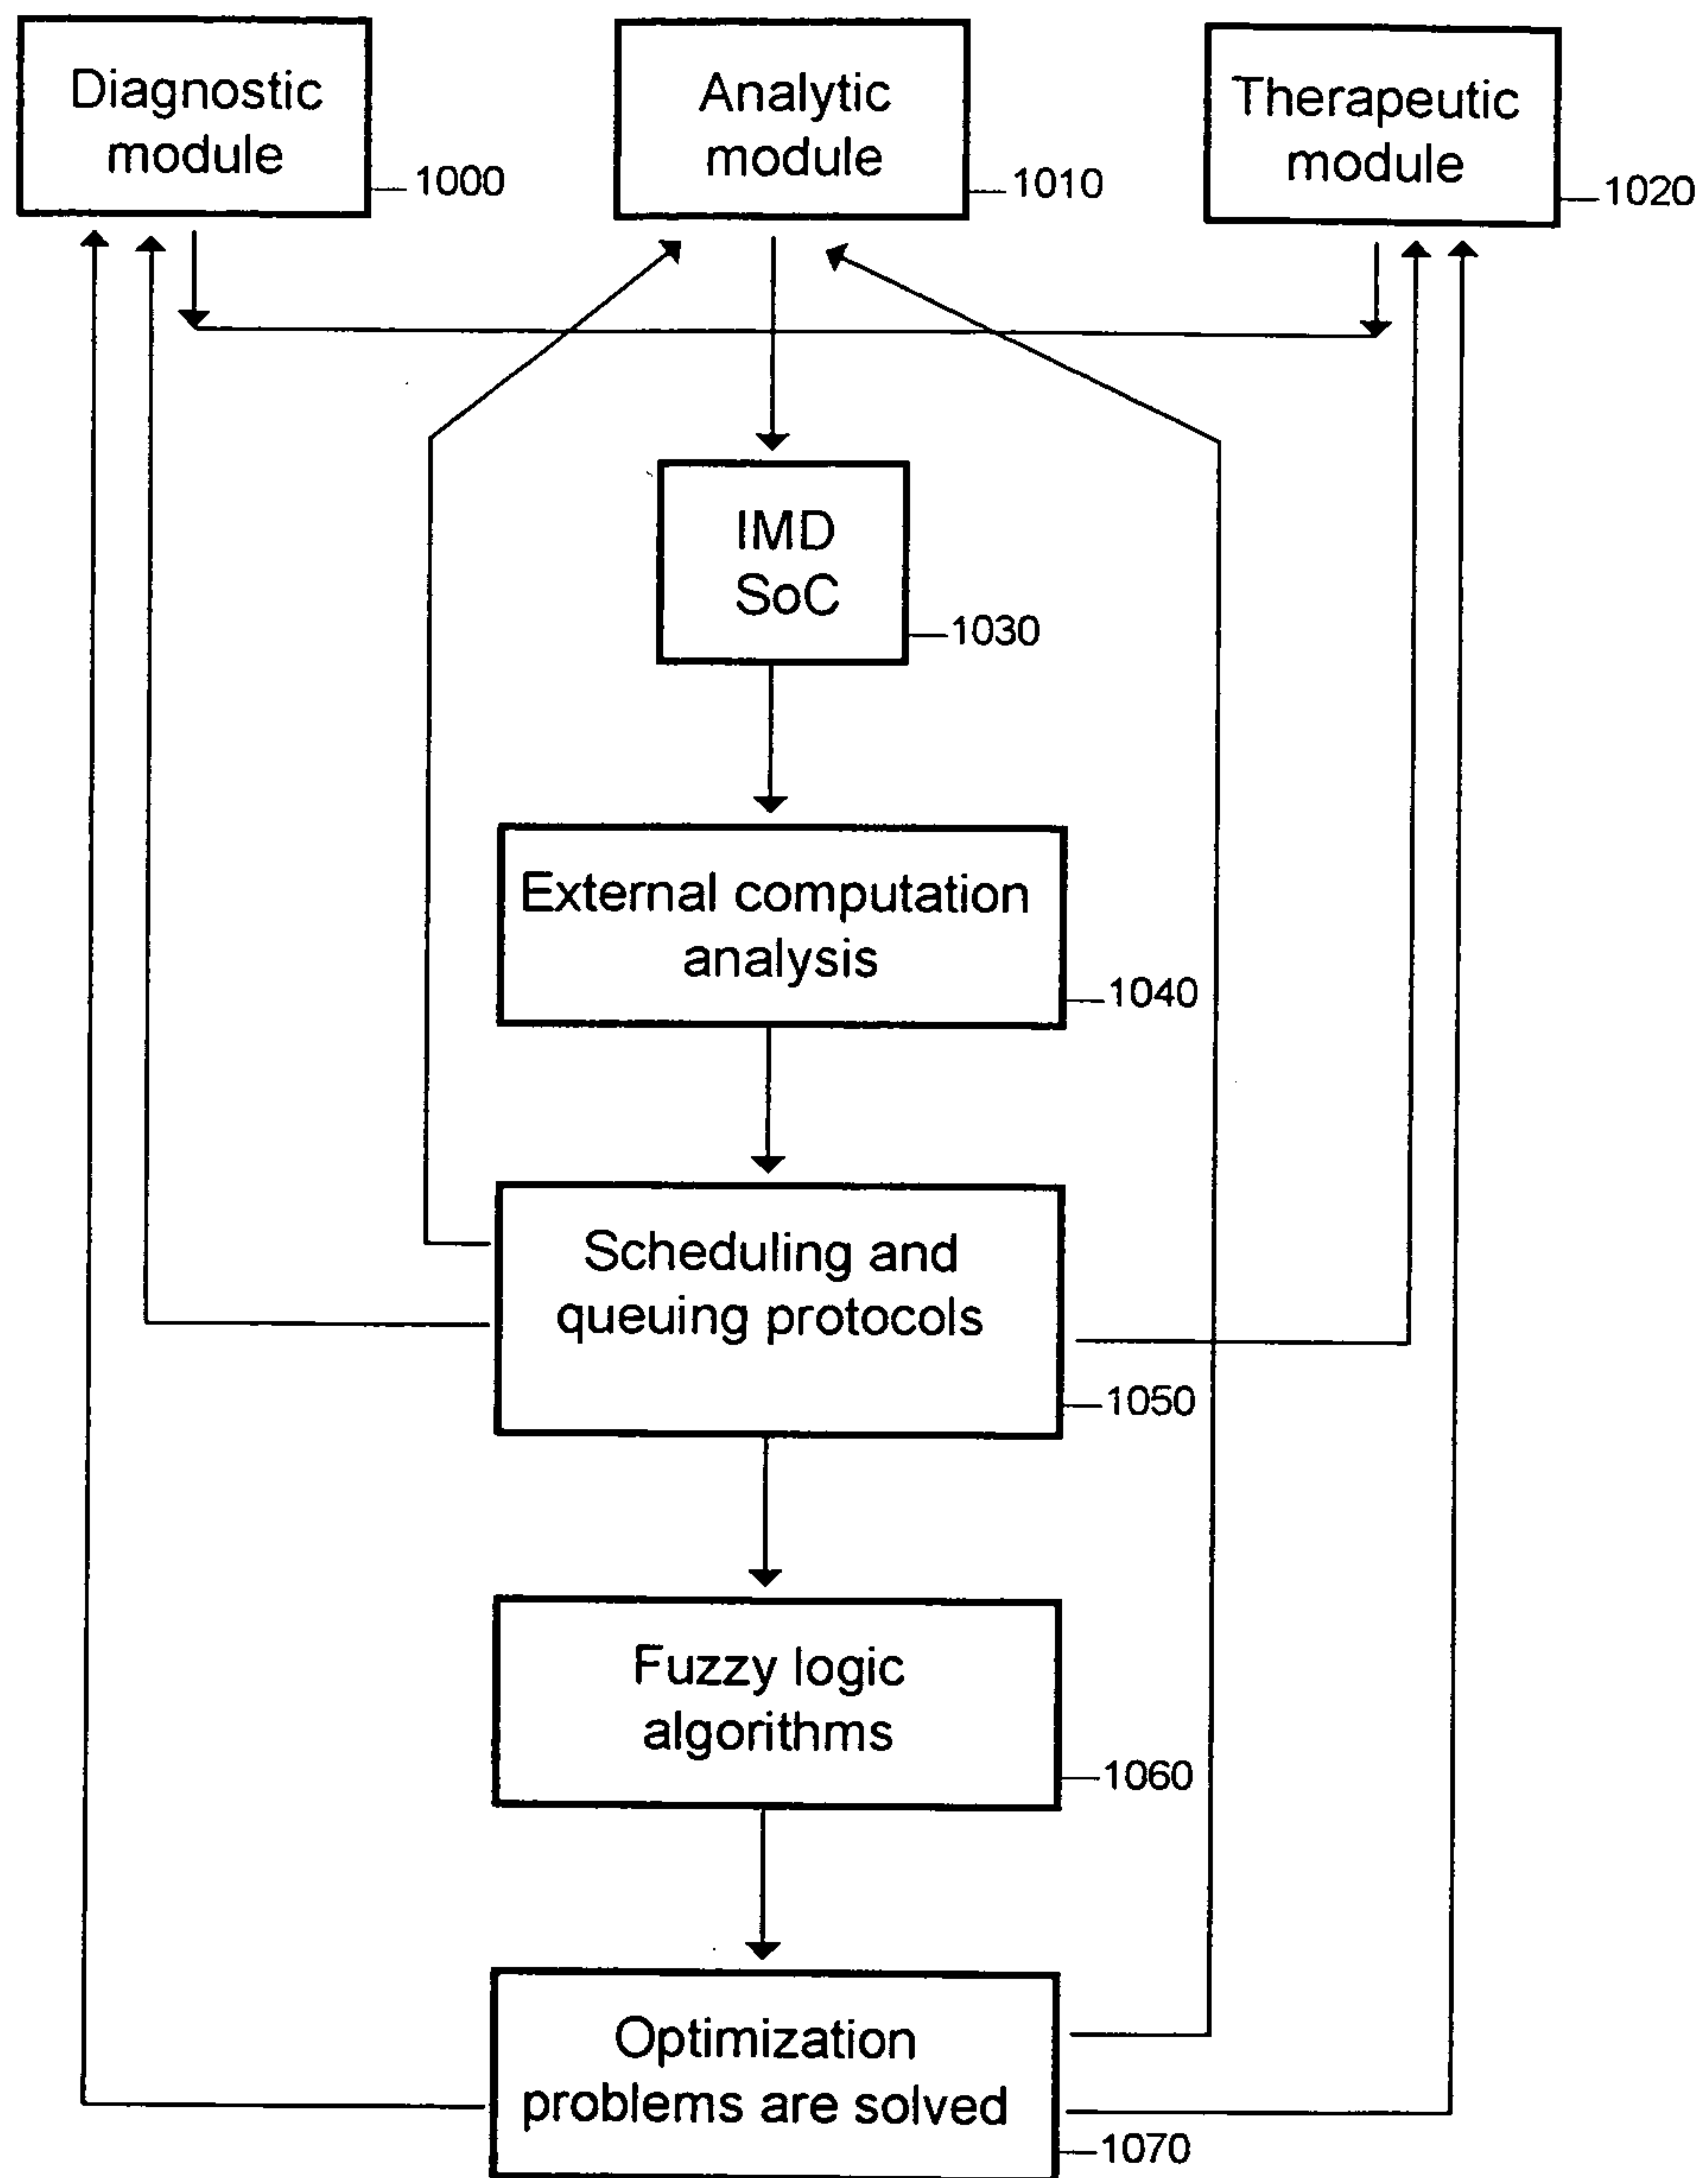 Diagnostic
module
1000
Analytic
module
1010
Therapeutic
module
1020
IMD
SoC
1030
External computation
analysis
1040
Scheduling and
queuing protocols
1050
Fuzzy logic
algorithms
1060
Optimization
problems are solved
1070